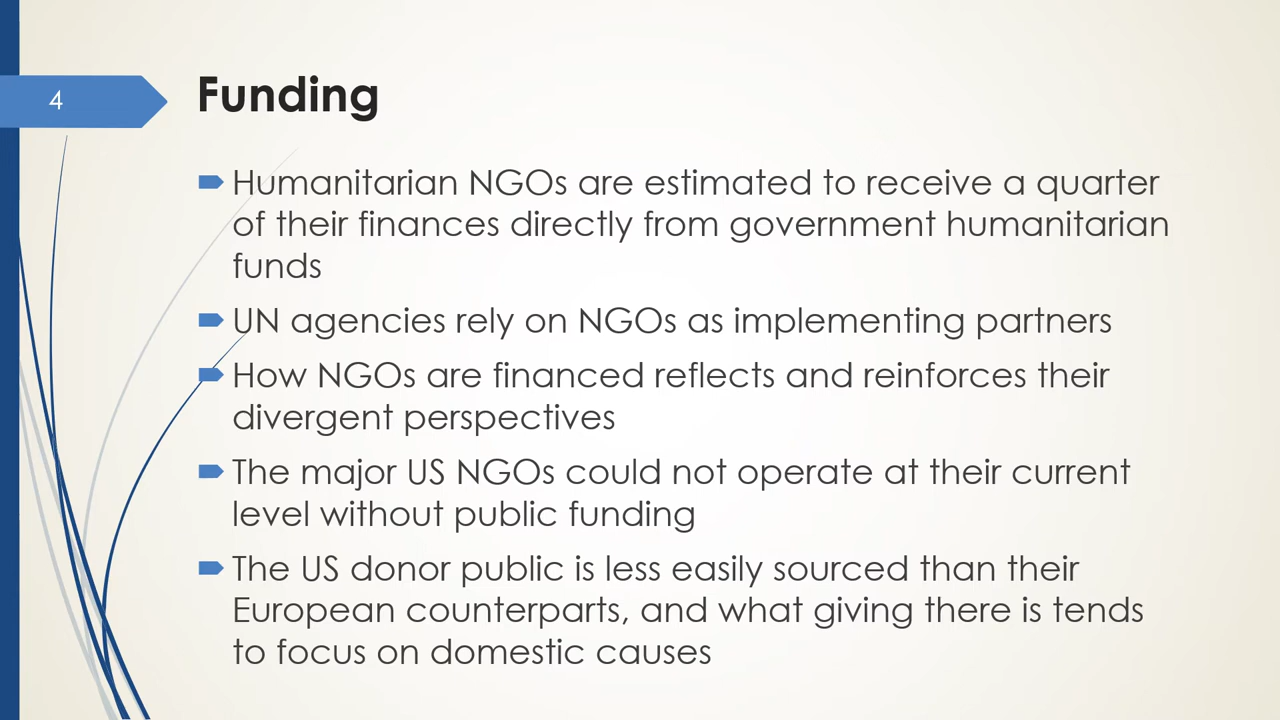 4
Funding
Humanitarian NGOs are estimated to receive a quarter
of their finances directly from government humanitarian
funds
UN agencies rely on NGOs as implementing partners
How NGOs are financed reflects and reinforces their
divergent perspectives
The major US NGOs could not operate at their current
level without public funding
The US donor public is less easily sourced than their
European counterparts, and what giving there is tends
to focus on domestic causes